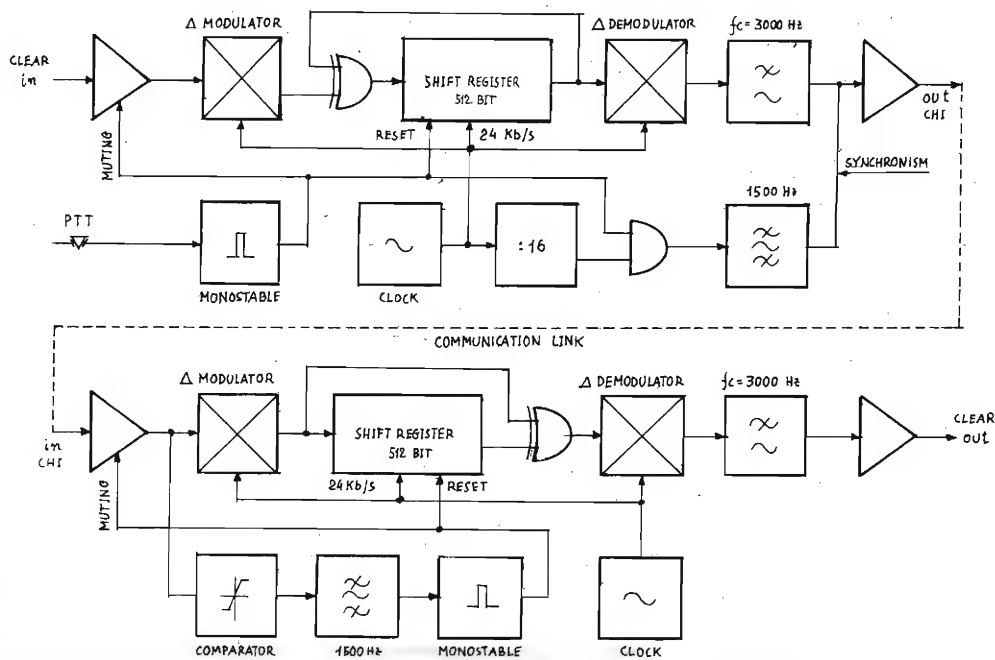 Δ MODULATOR
Δ DEMODULATOR
fc = 3000 Hz
CLEAR
in
SHIFT REGISTER
512 BIT
OUT
CHI
RESET
24 Kb/s
MUTING
SYNCHRONISM
1500 Hz
PTT
:16
MONOSTABLE
CLOCK
COMMUNICATION LINK
Δ MODULATOR
Δ DEMODULATOR
fc = 3000 Hz
SHIFT REGISTER
512 BIT
CLEAR
OUT
in
CHI
24 Kb/s
RESET
MUTING
COMPARATOR
1500 Hz
MONOSTABLE
CLOCK